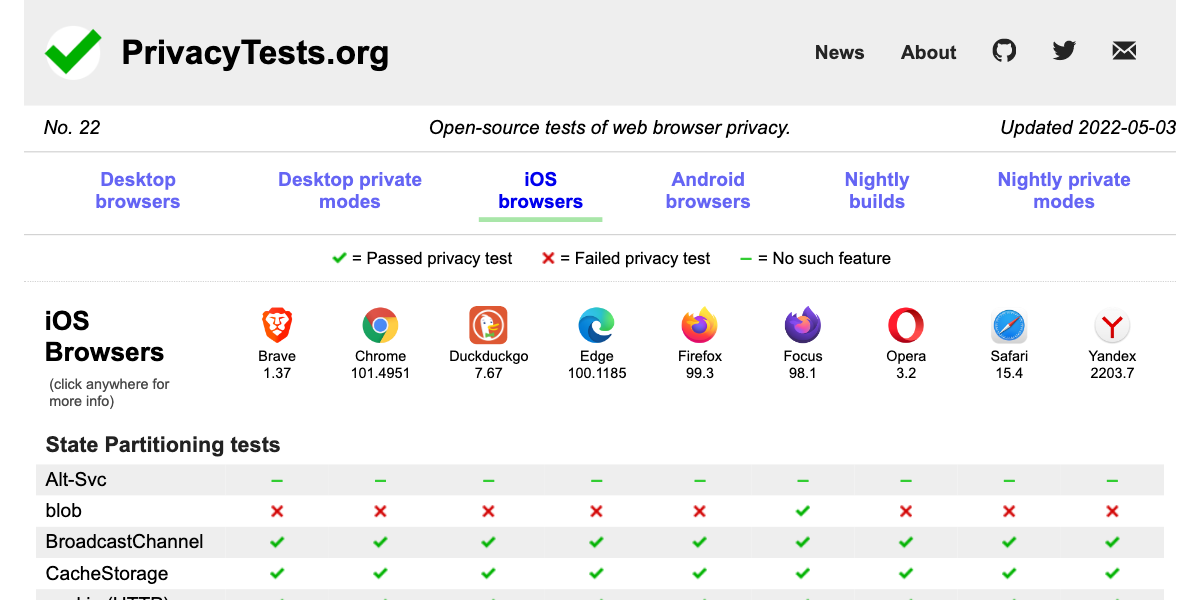 PrivacyTests.org
News About
No. 22 Open-source tests of web browser privacy. Updated 2022-05-03
Desktop browsers Desktop private modes iOS browsers Android browsers Nightly builds Nightly private modes
= Passed privacy test = Failed privacy test = No such feature
iOS Browsers
(click anywhere for more info)
Brave 1.37
Chrome 101.4951
Duckduckgo 7.67
Edge 100.1185
Firefox 99.3
Focus 98.1
Opera 3.2
Safari 15.4
Yandex 2203.7
State Partitioning tests
Alt-Svc
blob
BroadcastChannel
CacheStorage